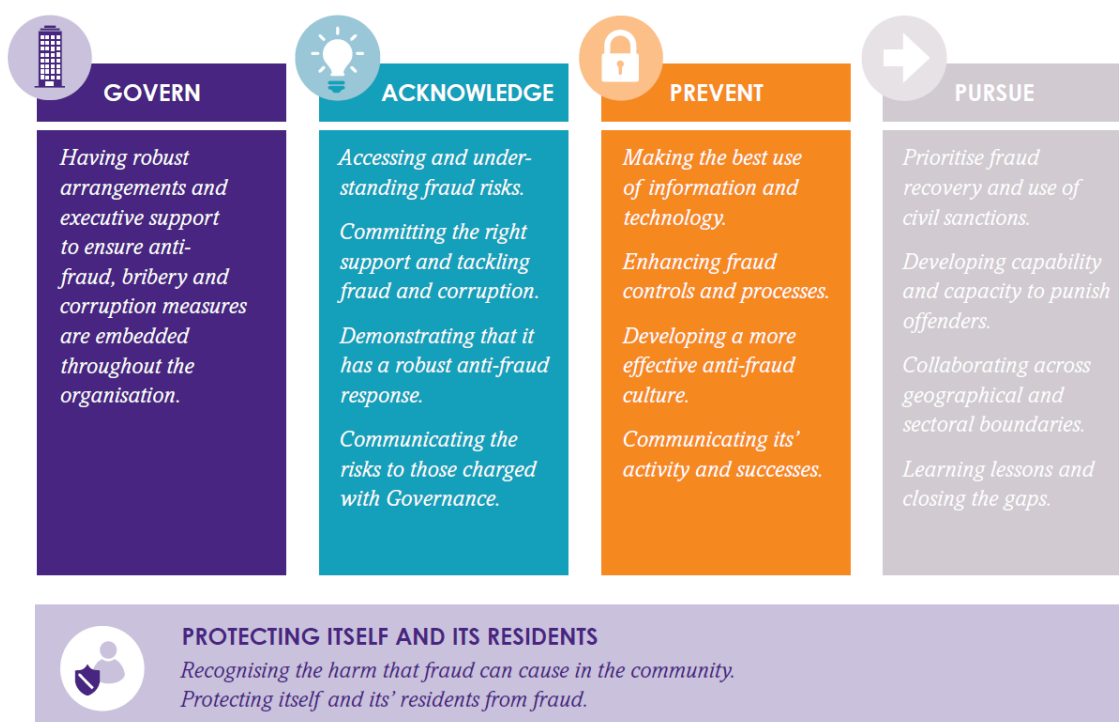 GOVERN
Having robust
arrangements and
executive support
to ensure anti-
fraud, bribery and
corruption measures
are embedded
throughout the
organisation.
ACKNOWLEDGE
Accessing and under-
standing fraud risks.
Committing the right
support and tackling
fraud and corruption.
Demonstrating that it
has a robust anti-fraud
response.
Communicating the
risks to those charged
with Governance.
PREVENT
Making the best use
of information and
technology.
Enhancing fraud
controls and processes.
Developing a more
effective anti-fraud
culture.
Communicating its’
activity and successes.
PURSUE
Prioritise fraud
recovery and use of
civil sanctions.
Developing capability
and capacity to punish
offenders.
Collaborating across
geographical and
sectoral boundaries.
Learning lessons and
closing the gaps.
PROTECTING ITSELF AND ITS RESIDENTS
Recognising the harm that fraud can cause in the community.
Protecting itself and its’ residents from fraud.